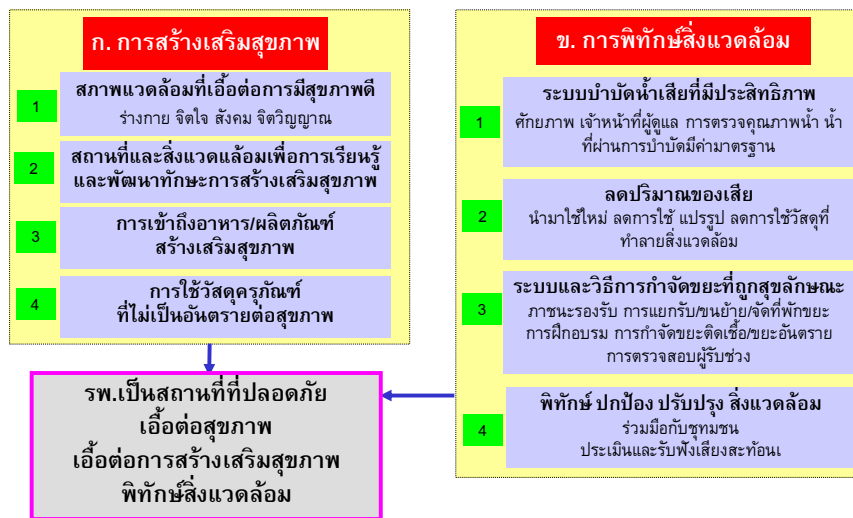 ก. การสร้างเสริมสุขภาพ
1
สภาพแวดล้อมที่เอื้อต่อการมีสุขภาพดี
ร่างกาย จิตใจ สังคม จิตวิญญาณ
2
สถานที่และสิ่งแวดแล้อมเพื่อการเรียนรู้
และพัฒนาทักษะการสร้างเสริมสุขภาพ
3
การเข้าถึงอาหาร/ผลิตภัณฑ์
สร้างเสริมสุขภาพ
4
การใช้วัสดุครุภัณฑ์
ที่ไม่เป็นอันตรายต่อสุขภาพ
รพ.เป็นสถานที่ที่ปลอดภัย
เอื้อต่อสุขภาพ
เอื้อต่อการสร้างเสริมสุขภาพ
พิทักษ์สิ่งแวดล้อม
ข. การพิทักษ์สิ่งแวดล้อม
1
ระบบบำบัดน้ำเสียที่มีประสิทธิภาพ
ศักยภาพ เจ้าหน้าที่ผู้ดูแล การตรวจคุณภาพน้ำ น้ำ
ที่ผ่านการบำบัดมีค่ามาตรฐาน
2
ลดปริมาณของเสีย
นำมาใช้ใหม่ ลดการใช้ แปรรูป ลดการใช้วัสดุที่
ทำลายสิ่งแวดล้อม
3
ระบบและวิธีการกำจัดขยะที่ถูกสุขลักษณะ
ภาชนะรองรับ การแยกรับ/ขนย้าย/จัดที่พักขยะ
การฝึกอบรม การกำจัดขยะติดเชื้อ/ขยะอันตราย
การตรวจสอบผู้รับช่วง
4
พิทักษ์ ปกป้อง ปรับปรุง สิ่งแวดล้อม
ร่วมมือกับชุทมชน
ประเมินและรับฟังเสียงสะท้อนเ